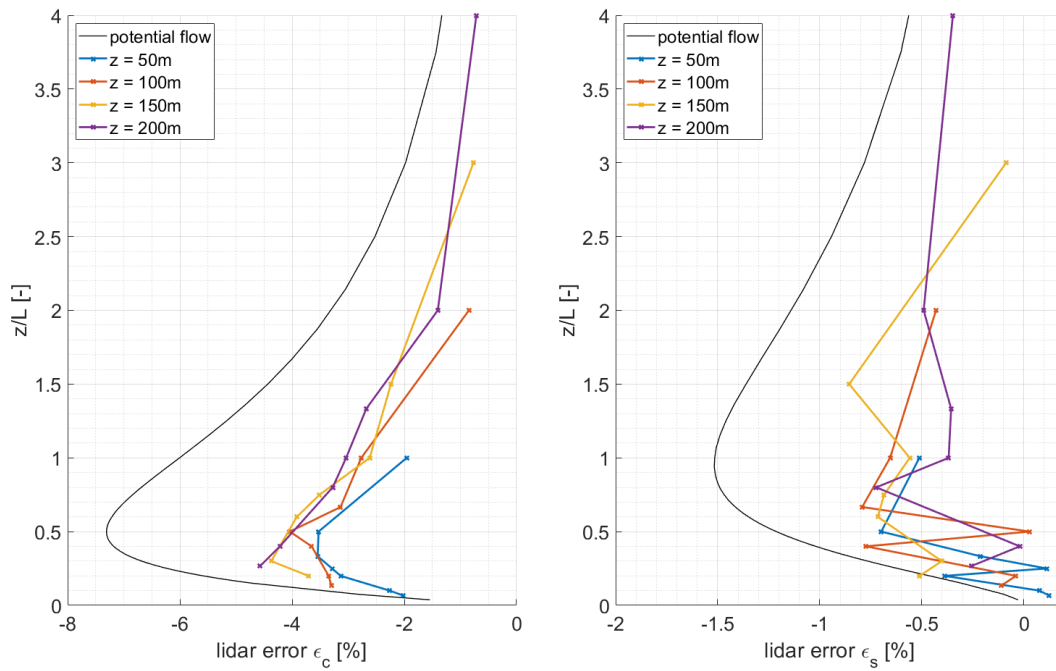 4
3.5
3
2.5
2
1.5
1
0.5
0
z/L [-]
potential flow
z = 50m
z = 100m
z = 150m
z = 200m
-8
-6
-4
-2
0
lidar error ϵ_c [%]
4
3.5
3
2.5
2
1.5
1
0.5
0
z/L [-]
potential flow
z = 50m
z = 100m
z = 150m
z = 200m
-2
-1.5
-1
-0.5
0
lidar error ϵ_s [%]